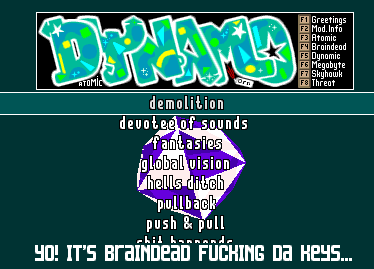 DYNAMO
ATOMIC
F1 Greetings
F2 Mod.Info
F3 Atomic
F4 Braindead
F5 Dynamic
F6 Megabyte
F7 Skyhawk
F8 Threat
demolition
devotee of sounds
fantasies
global vision
hells ditch
pullback
push & pull
YO! IT'S BRAINDEAD FUCKING DA KEYS...